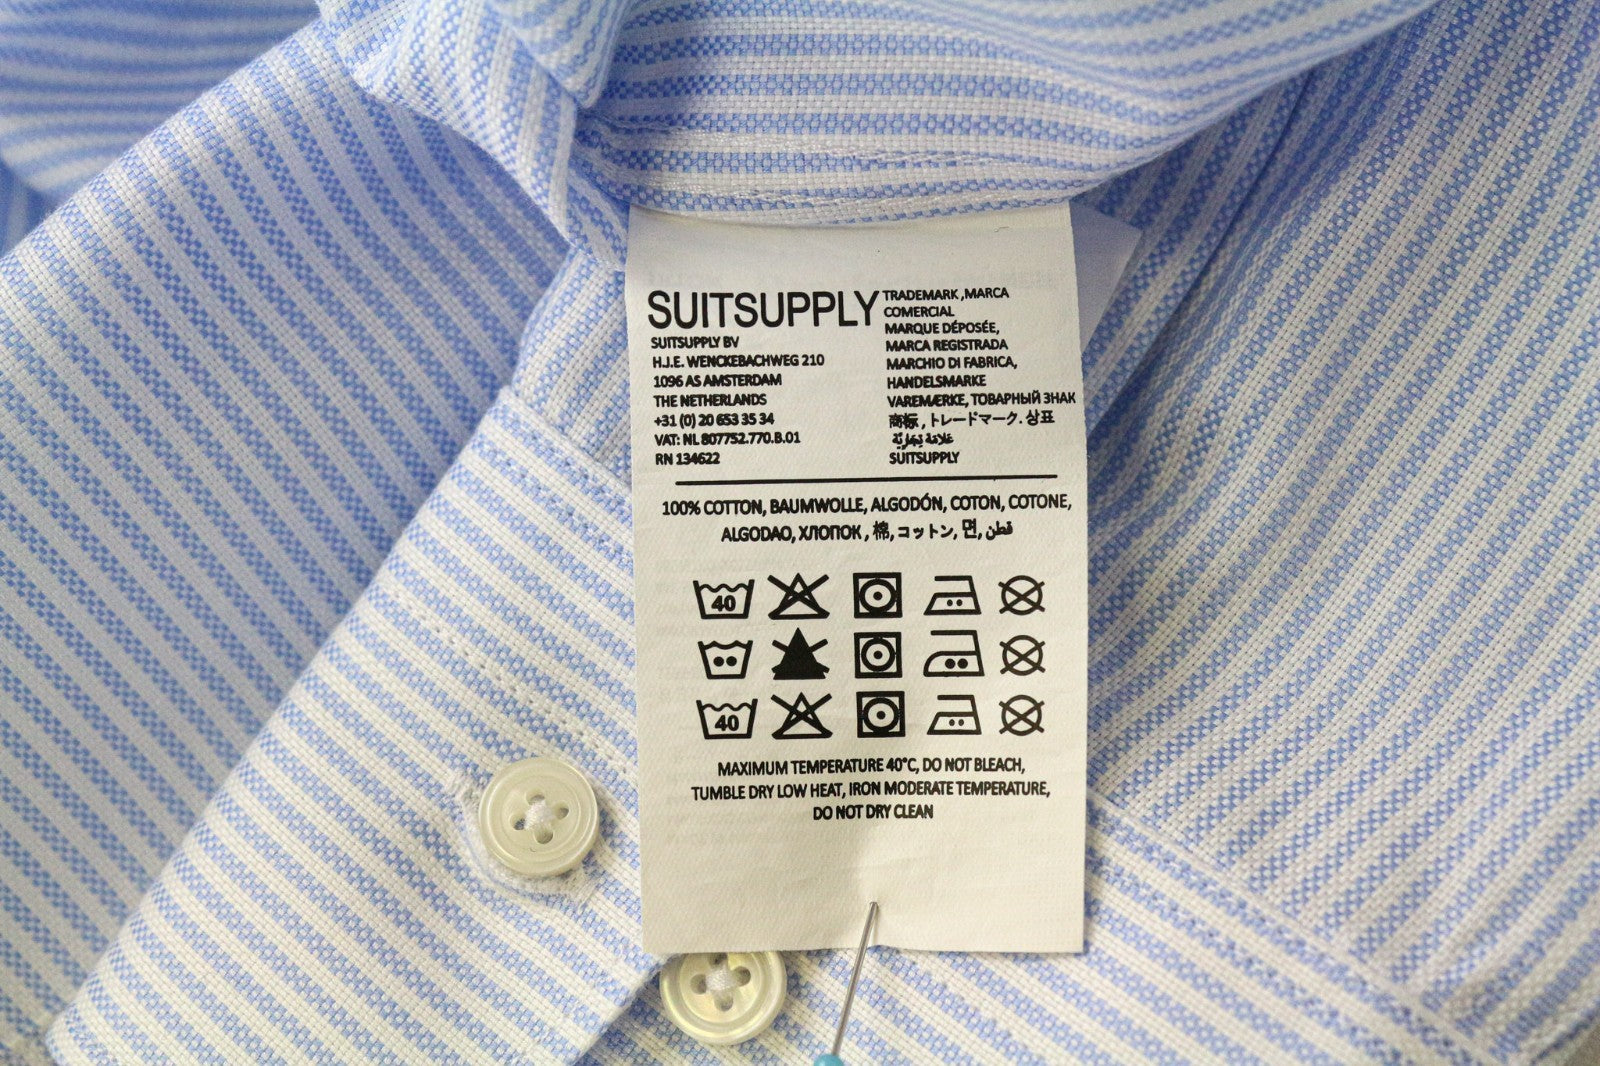 SUITSUPPLY
SUITSUPPLY BV
H.J.E. WENCKEBACHWEG 210
1096 AS AMSTERDAM
THE NETHERLANDS
+31 (0) 20 653 35 34
VAT: NL 807752.770.B.01
RN 134622
TRADEMARK ,MARCA
COMERCIAL
MARQUE DÉPOSÉE,
MARCA REGISTRADA
MARCHIO DI FABRICA,
HANDELSMARKE
VAREMÆRKE, ТОВАРНЫЙ ЗНАК
商标 , トレードマーク. 상표
علامة تجارية
SUITSUPPLY
100% COTTON, BAUMWOLLE, ALGODÓN, COTON, COTONE,
ALGODAO, ХЛОПОК , 棉, コットン, 면, قطن
40
40
MAXIMUM TEMPERATURE 40°C, DO NOT BLEACH,
TUMBLE DRY LOW HEAT, IRON MODERATE TEMPERATURE,
DO NOT DRY CLEAN